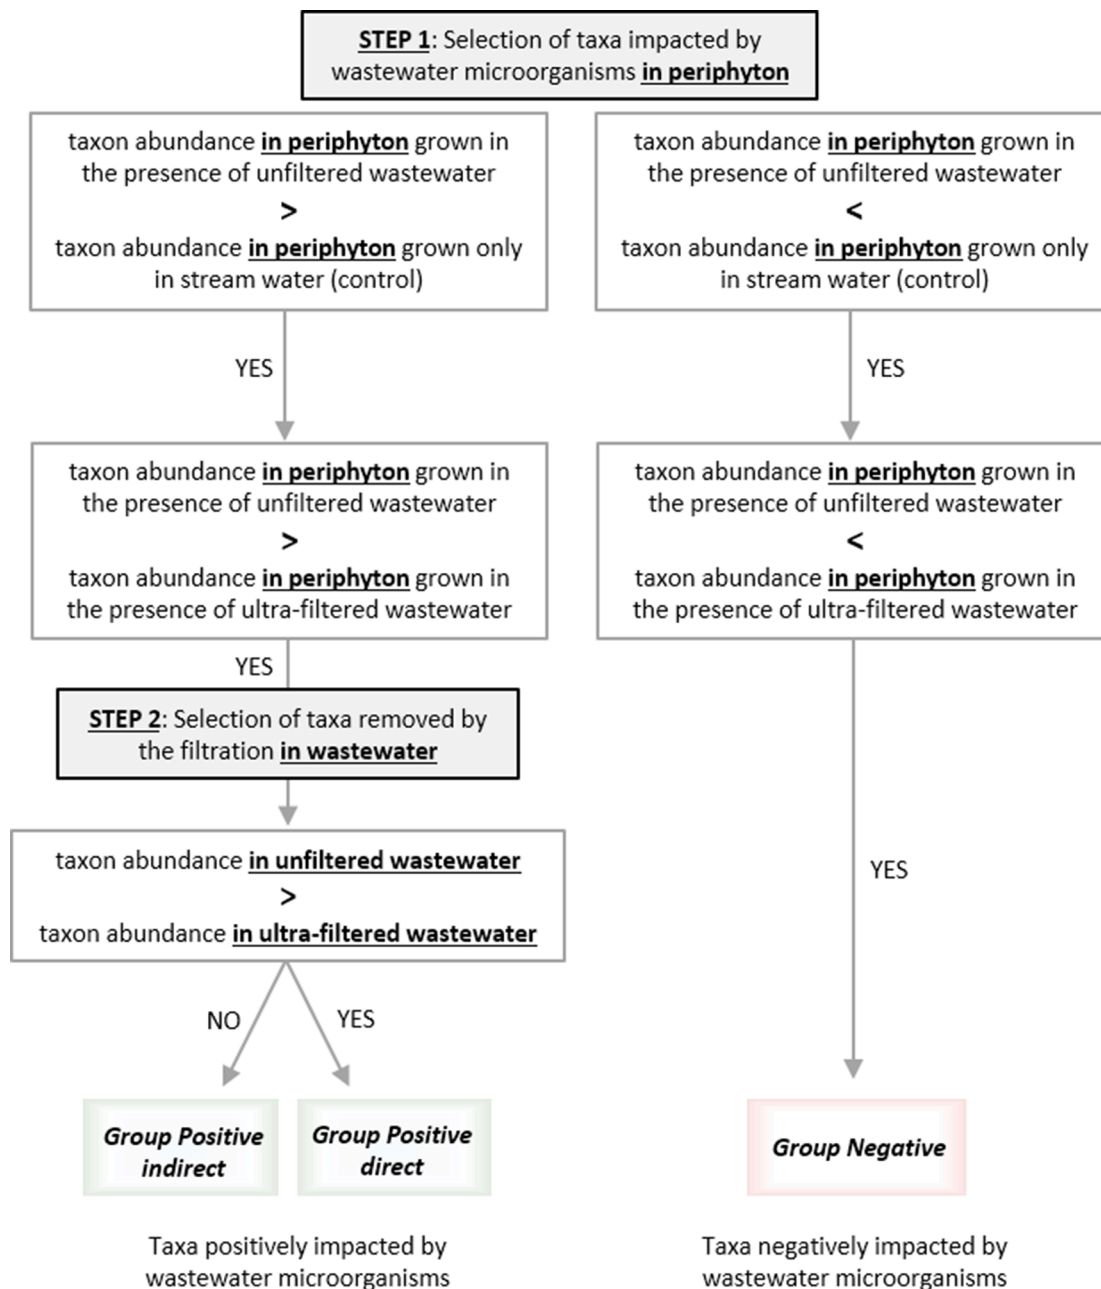 STEP 1: Selection of taxa impacted by
wastewater microorganisms in periphyton
taxon abundance in periphyton grown in
the presence of unfiltered wastewater
>
taxon abundance in periphyton grown only
in stream water (control)
taxon abundance in periphyton grown in
the presence of unfiltered wastewater
<
taxon abundance in periphyton grown only
in stream water (control)
YES
YES
taxon abundance in periphyton grown in
the presence of unfiltered wastewater
>
taxon abundance in periphyton grown in
the presence of ultra-filtered wastewater
taxon abundance in periphyton grown in
the presence of unfiltered wastewater
<
taxon abundance in periphyton grown in
the presence of ultra-filtered wastewater
YES
STEP 2: Selection of taxa removed by
the filtration in wastewater
taxon abundance in unfiltered wastewater
>
taxon abundance in ultra-filtered wastewater
YES
NO
YES
Group Positive
indirect
Group Positive
direct
Group Negative
Taxa positively impacted by
wastewater microorganisms
Taxa negatively impacted by
wastewater microorganisms